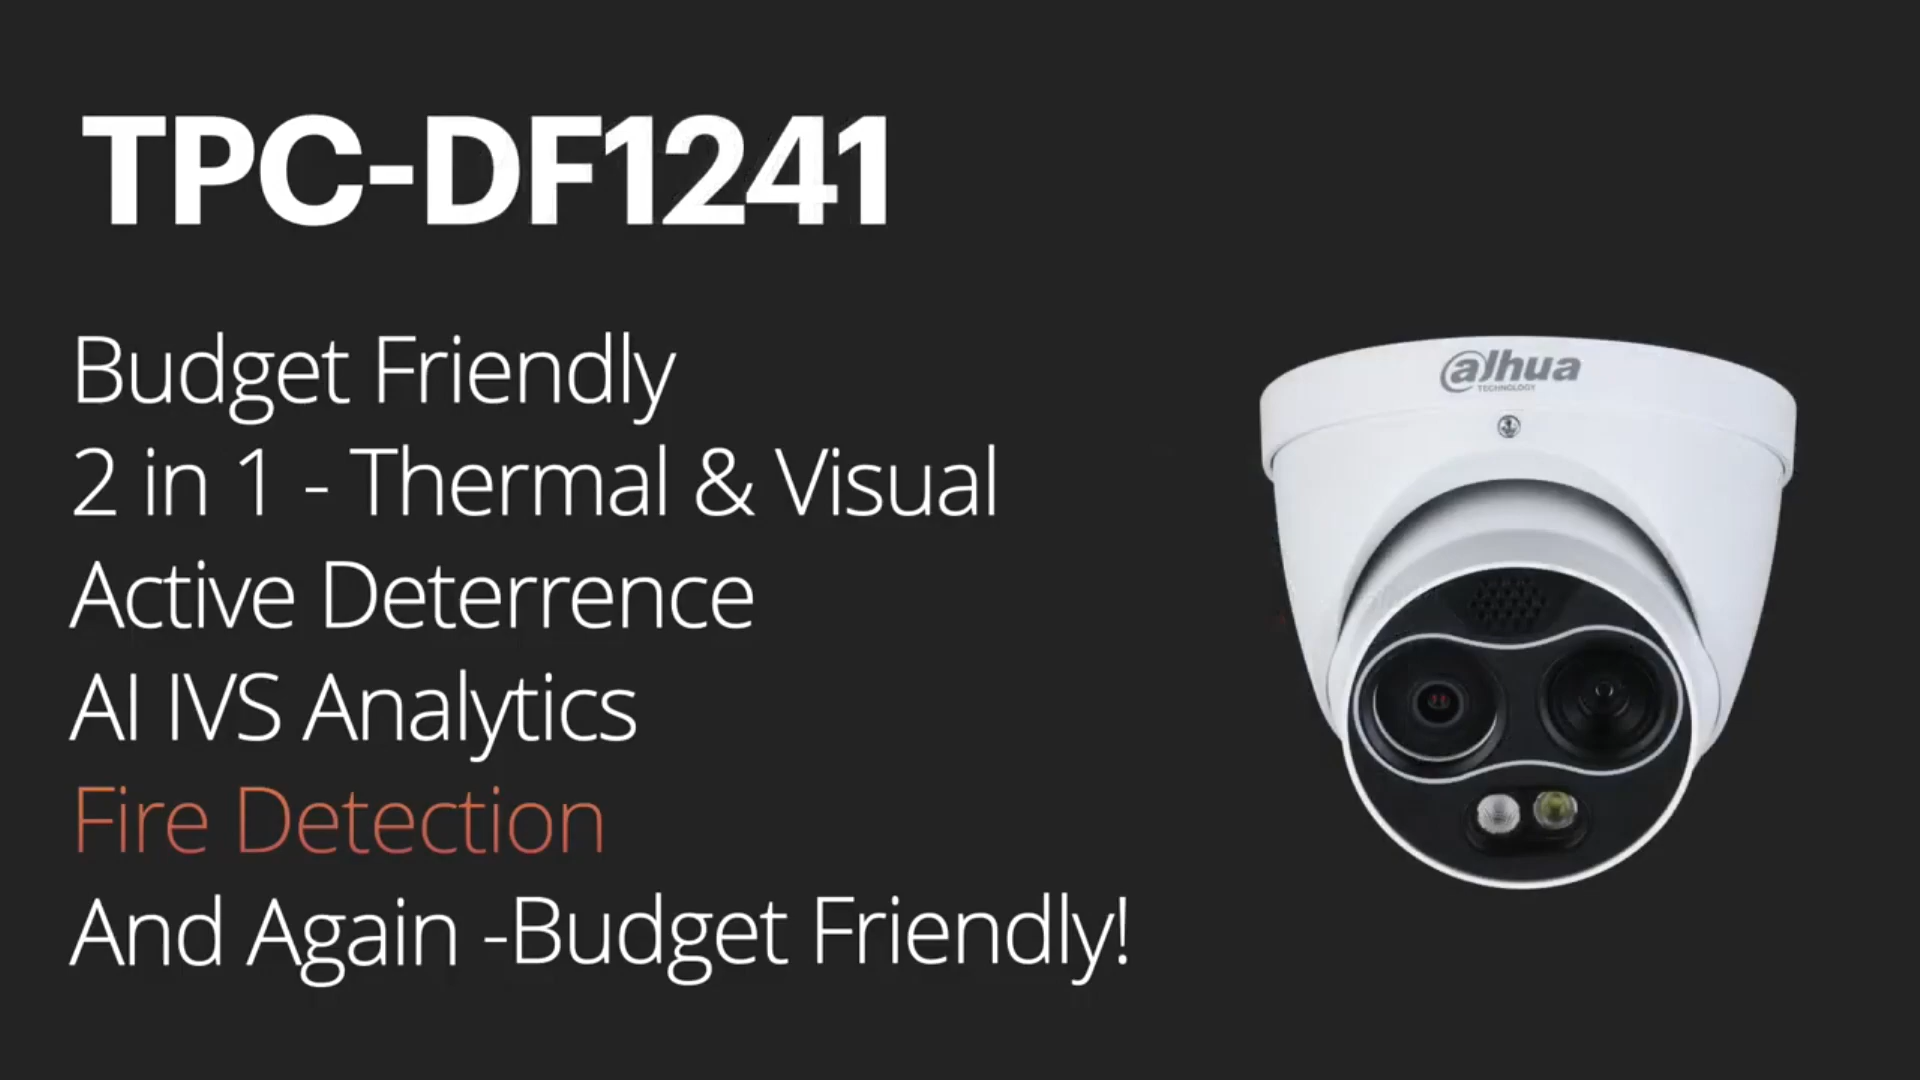 TPC-DF1241
Budget Friendly
2 in 1 - Thermal & Visual
Active Deterrence
AI IVS Analytics
Fire Detection
And Again -Budget Friendly!
alhua
TECHNOLOGY